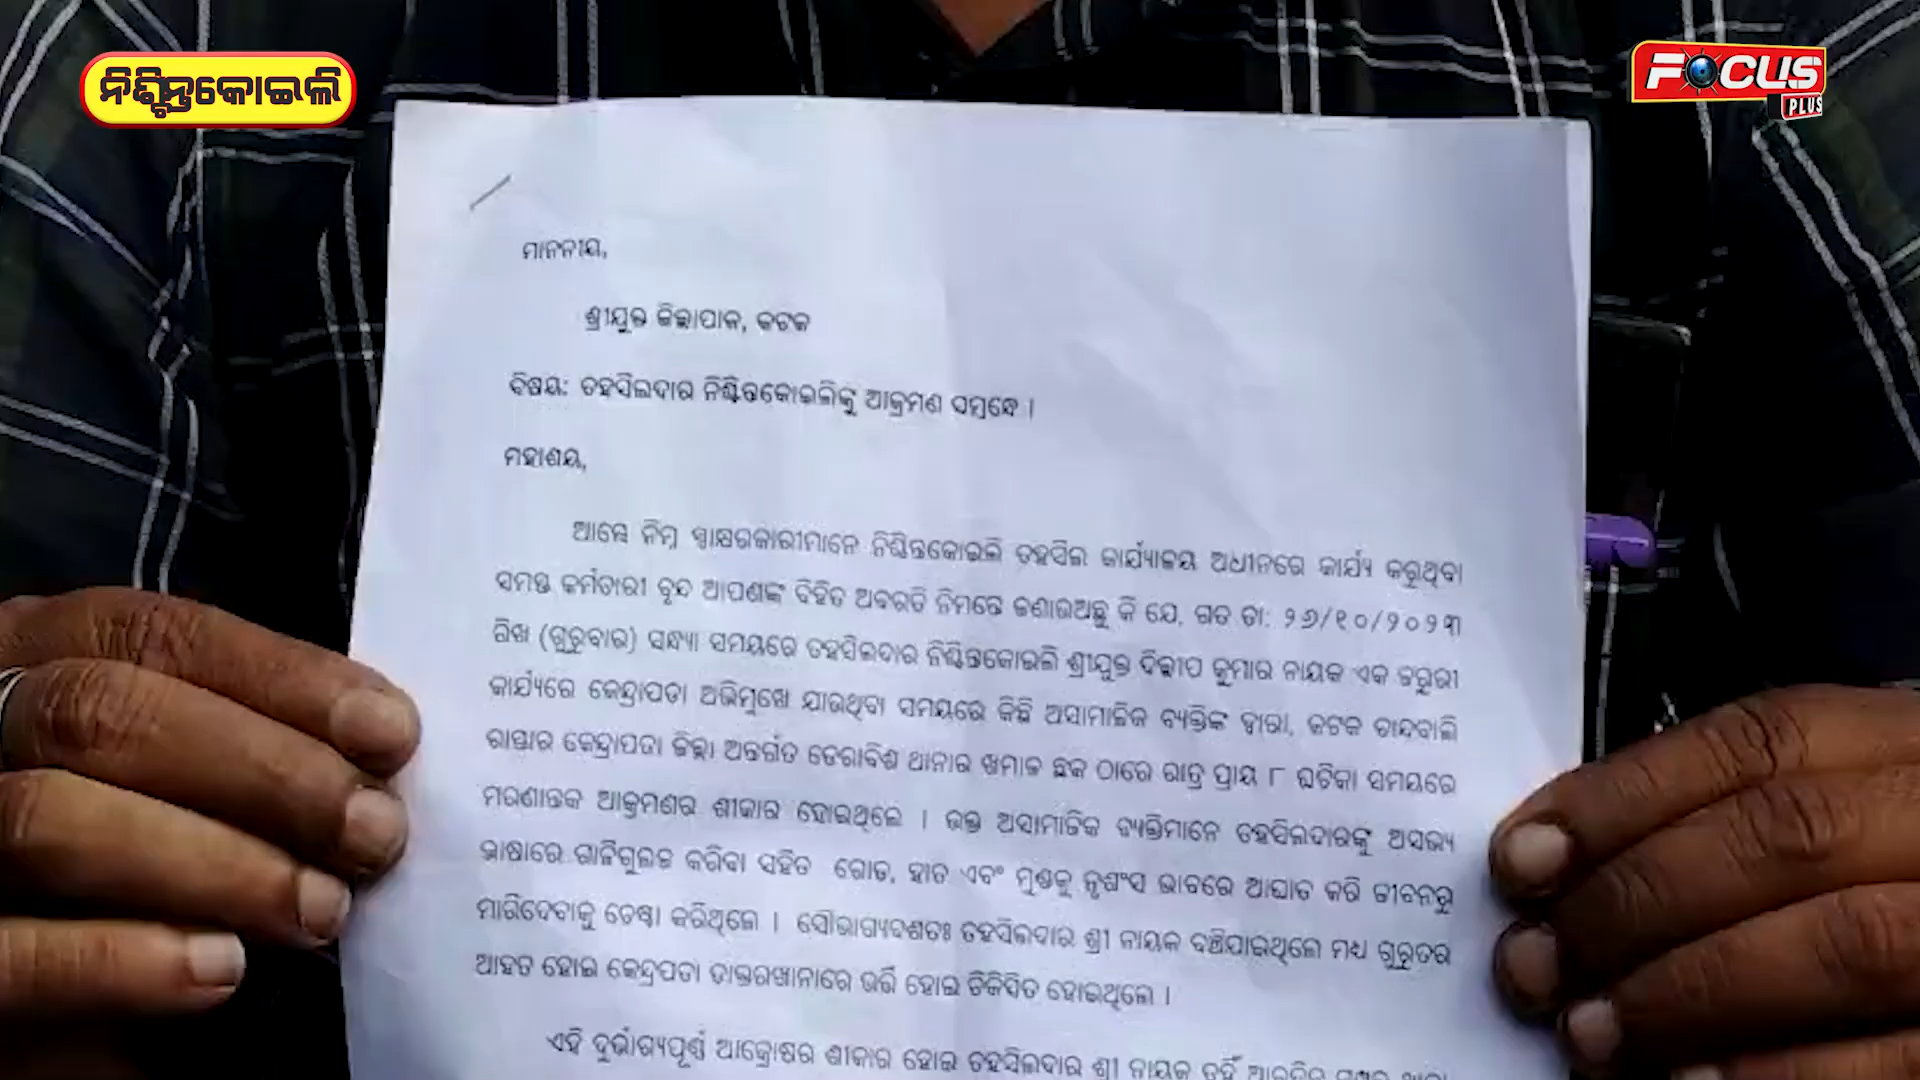 ନିଶ୍ଚିନ୍ତକୋଇଲି
FOCUS
PLUS
ମାନନୀୟ,
ଶ୍ରୀଯୁକ୍ତ ଜିଲ୍ଲାପାଳ, କଟକ
ବିଷୟ: ତହସିଲଦାର ନିଶ୍ଚିନ୍ତକୋଇଲିଙ୍କୁ ଆକ୍ରମଣ ସମ୍ବନ୍ଧେ ।
ମହାଶୟ,
ଆମ୍ଭେ ନିମ୍ନ ସ୍ୱାକ୍ଷରକାରୀମାନେ ନିଶ୍ଚିନ୍ତକୋଇଲି ତହସିଲ କାର୍ଯ୍ୟାଳୟ ଅଧୀନରେ କାର୍ଯ୍ୟ କରୁଥିବା
ସମସ୍ତ କର୍ମଚାରୀ ବୃନ୍ଦ ଆପଣଙ୍କ ବିହିତ ଅବଗତି ନିମନ୍ତେ ଜଣାଉଅଛୁ କି ଯେ, ଗତ ତା: ୨୬/୧୦/୨୦୨୩
ରିଖ (ଗୁରୁବାର) ସନ୍ଧ୍ୟା ସମୟରେ ତହସିଲଦାର ନିଶ୍ଚିନ୍ତକୋଇଲି ଶ୍ରୀଯୁକ୍ତ ଦିଲ୍ଲୀପ କୁମାର ନାୟକ ଏକ ଜରୁରୀ
କାର୍ଯ୍ୟରେ କେନ୍ଦ୍ରାପଡା ଅଭିମୁଖେ ଯାଉଥିବା ସମୟରେ କିଛି ଅସାମାଜିକ ବ୍ୟକ୍ତିଙ୍କ ଦ୍ୱାରା, କଟକ ଚାନ୍ଦବାଲି
ରାସ୍ତାର କେନ୍ଦ୍ରାପଡା ଜିଲ୍ଲା ଅନ୍ତର୍ଗତ ଡେରାବିଶ ଥାନାର ଖମାଳ ଛକ ଠାରେ ରାତ୍ର ପ୍ରାୟ ୮ ଘଟିକା ସମୟରେ
ମରଣାନ୍ତକ ଆକ୍ରମଣର ଶୀକାର ହୋଇଥିଲେ । ଉକ୍ତ ଅସାମାଜିକ ବ୍ୟକ୍ତିମାନେ ତହସିଲଦାରଙ୍କୁ ଅସଭ୍ୟ
ଭାଷାରେ ଗାଳିଗୁଲଜ କରିବା ସହିତ ଗୋଡ, ହାତ ଏବଂ ମୁଣ୍ଡକୁ ନୃଶଂସ ଭାବରେ ଆଘାତ କରି ଜୀବନରୁ
ମାରିଦେବାକୁ ଚେଷ୍ଟା କରିଥିଲେ । ସୌଭାଗ୍ୟବଶତଃ ତହସିଲଦାର ଶ୍ରୀ ନାୟକ ବଞ୍ଚିଯାଇଥିଲେ ମଧ୍ୟ ଗୁରୁତର
ଆହତ ହୋଇ କେନ୍ଦ୍ରପଡା ଡାକ୍ତରଖାନାରେ ଭର୍ତ୍ତି ହୋଇ ଚିକିସିତ ହୋଇଥିଲେ ।
ଏହି ଦୁର୍ଭାଗ୍ୟପୂର୍ଣ୍ଣ ଆକ୍ରୋଷର ଶୀକାର ହୋଇ ତହସିଲଦାର ଶ୍ରୀ ନାୟକ